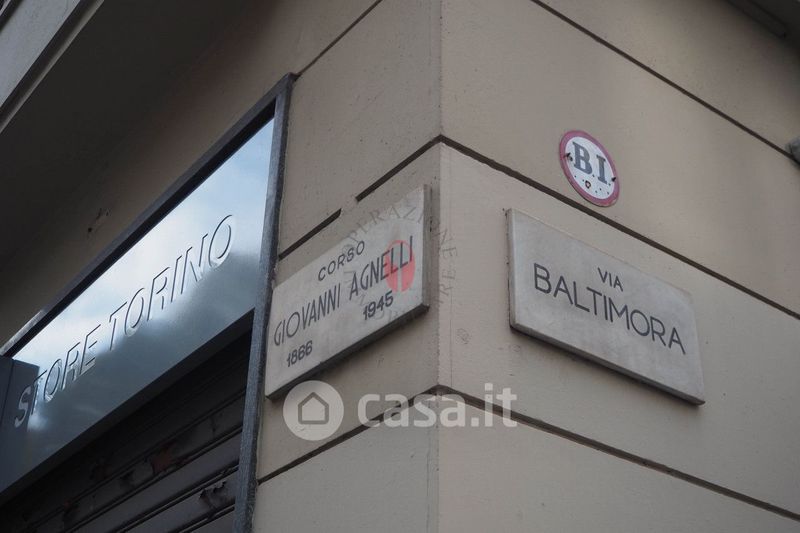 STORE TORINO
CORSO
GIOVANNI AGNELLI
1866 1945
B.I.
VIA
BALTIMORA
casa.it